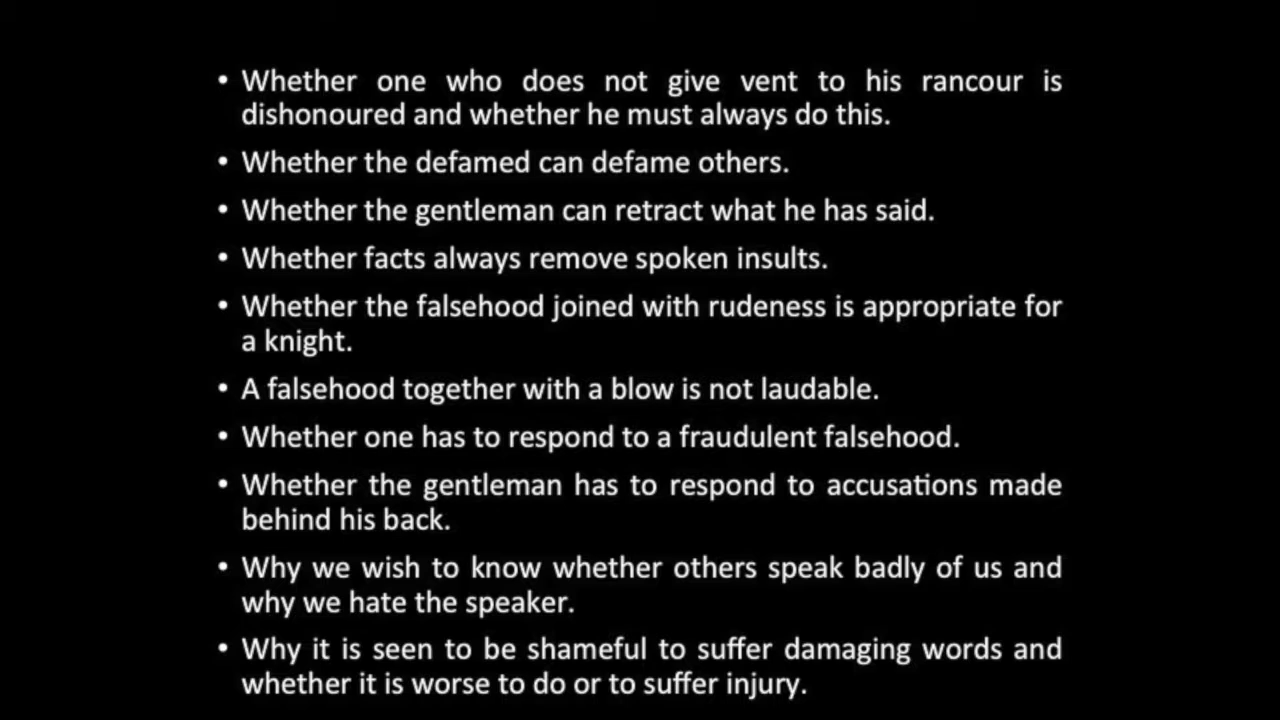 • Whether one who does not give vent to his rancour is
dishonoured and whether he must always do this.
• Whether the defamed can defame others.
• Whether the gentleman can retract what he has said.
• Whether facts always remove spoken insults.
• Whether the falsehood joined with rudeness is appropriate for
a knight.
• A falsehood together with a blow is not laudable.
• Whether one has to respond to a fraudulent falsehood.
• Whether the gentleman has to respond to accusations made
behind his back.
• Why we wish to know whether others speak badly of us and
why we hate the speaker.
• Why it is seen to be shameful to suffer damaging words and
whether it is worse to do or to suffer injury.